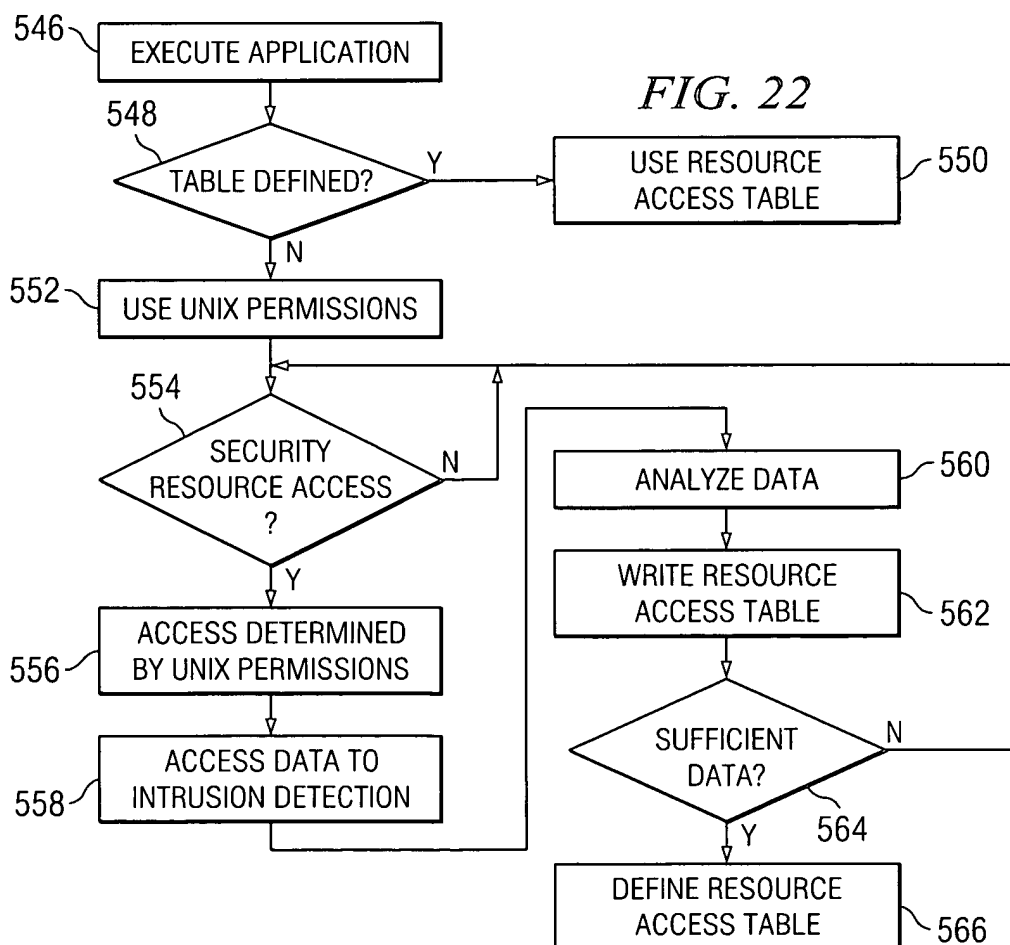 546
EXECUTE APPLICATION
FIG. 22
548
TABLE DEFINED?
Y
N
USE RESOURCE
ACCESS TABLE
550
552
USE UNIX PERMISSIONS
554
SECURITY
RESOURCE ACCESS
?
N
Y
556
ACCESS DETERMINED
BY UNIX PERMISSIONS
558
ACCESS DATA TO
INTRUSION DETECTION
ANALYZE DATA
560
WRITE RESOURCE
ACCESS TABLE
562
SUFFICIENT
DATA?
N
Y
564
DEFINE RESOURCE
ACCESS TABLE
566